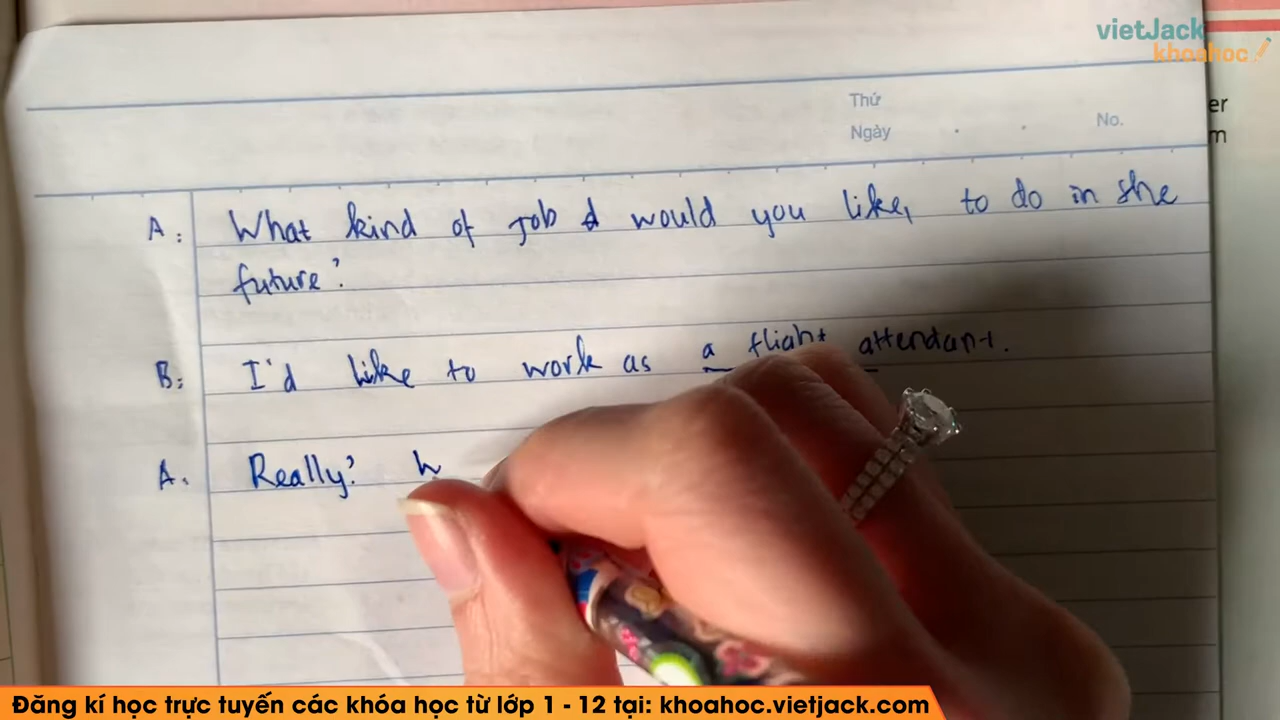 vietJack
khoahoc
er
m
Thứ
Ngày . . No.
A: What kind of job would you like, to do in she
future?
B: I'd like to work as a flight attendant.
A. Really? W
Đăng kí học trực tuyến các khóa học từ lớp 1 - 12 tại: khoahoc.vietjack.com